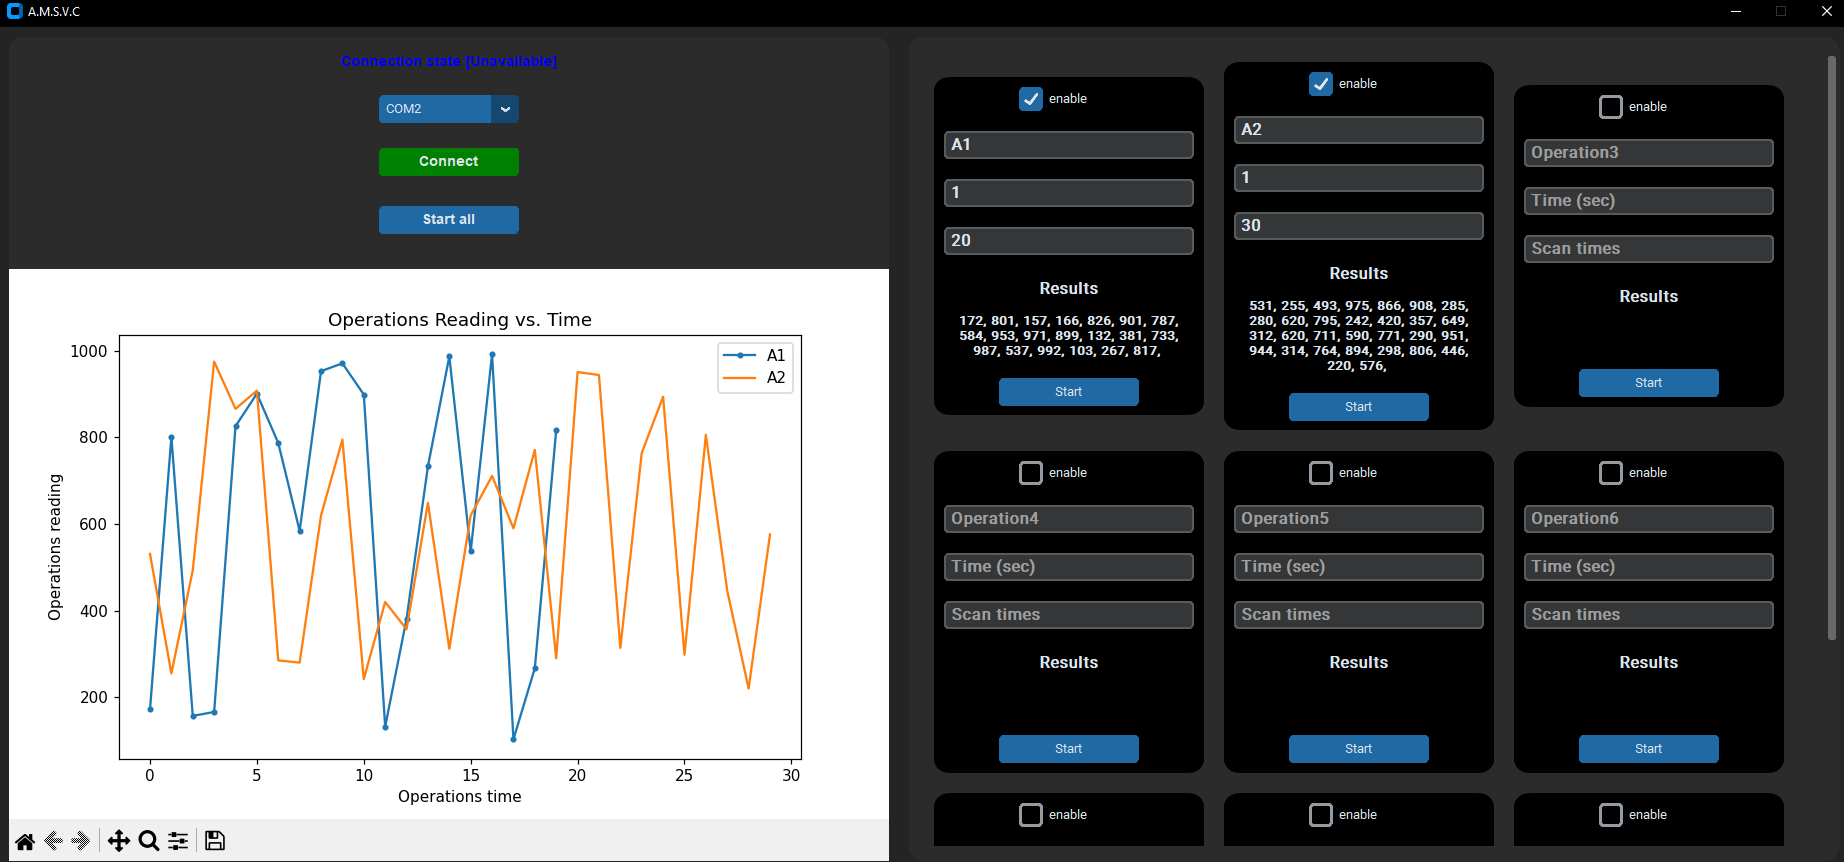 A.M.S.V.C
Connection state [Unavailable]
COM2
Connect
Start all
Operations Reading vs. Time
A1
A2
1000
800
600
400
200
Operations reading
0 5 10 15 20 25 30
Operations time
enable
A1
1
20
Results
172, 801, 157, 166, 826, 901, 787,
584, 953, 971, 899, 132, 381, 733,
987, 537, 992, 103, 267, 817,
Start
enable
A2
1
30
Results
531, 255, 493, 975, 866, 908, 285,
280, 620, 795, 242, 420, 357, 649,
312, 620, 711, 590, 771, 290, 951,
944, 314, 764, 894, 298, 806, 446,
220, 576,
Start
enable
Operation3
Time (sec)
Scan times
Results
Start
enable
Operation4
Time (sec)
Scan times
Results
Start
enable
Operation5
Time (sec)
Scan times
Results
Start
enable
Operation6
Time (sec)
Scan times
Results
Start
enable
enable
enable